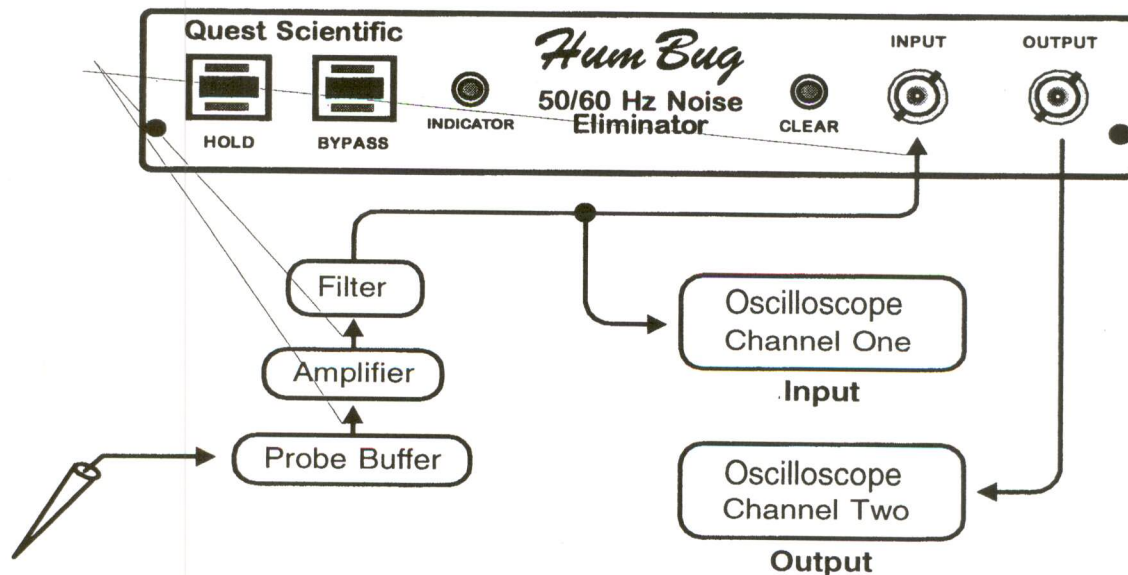 Quest Scientific
Hum Bug
INPUT
OUTPUT
50/60 Hz Noise
Eliminator
HOLD
BYPASS
INDICATOR
CLEAR
Filter
Amplifier
Probe Buffer
Oscilloscope
Channel One
Input
Oscilloscope
Channel Two
Output